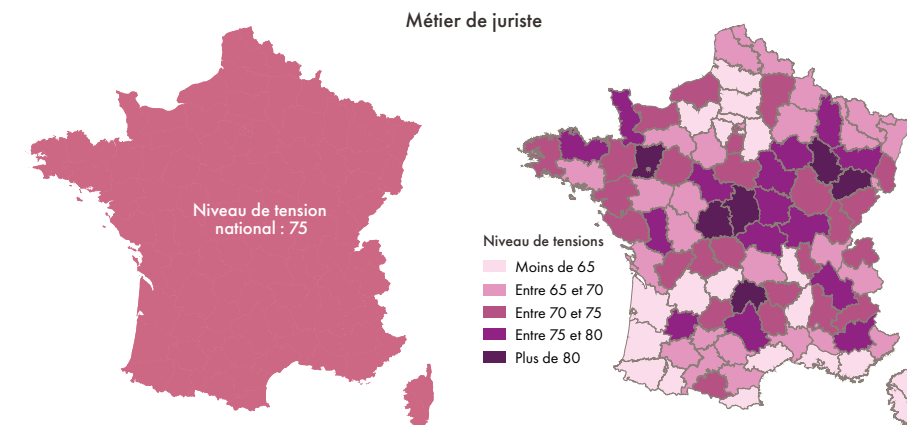 Métier de juriste
Niveau de tension
national : 75
Niveau de tensions
Moins de 65
Entre 65 et 70
Entre 70 et 75
Entre 75 et 80
Plus de 80